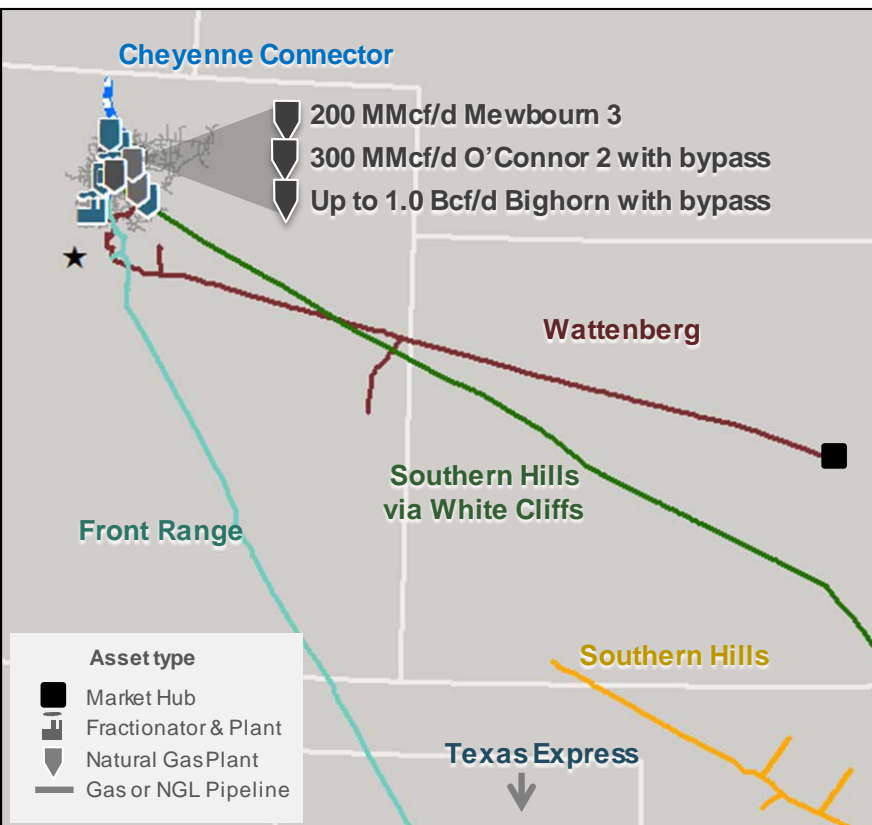 Cheyenne Connector
200 MMcf/d Mewbourn 3
300 MMcf/d O'Connor 2 with bypass
Up to 1.0 Bcf/d Bighorn with bypass
Wattenberg
Southern Hills
via White Cliffs
Front Range
Southern Hills
Texas Express
Asset type
Market Hub
Fractionator & Plant
Natural Gas Plant
Gas or NGL Pipeline